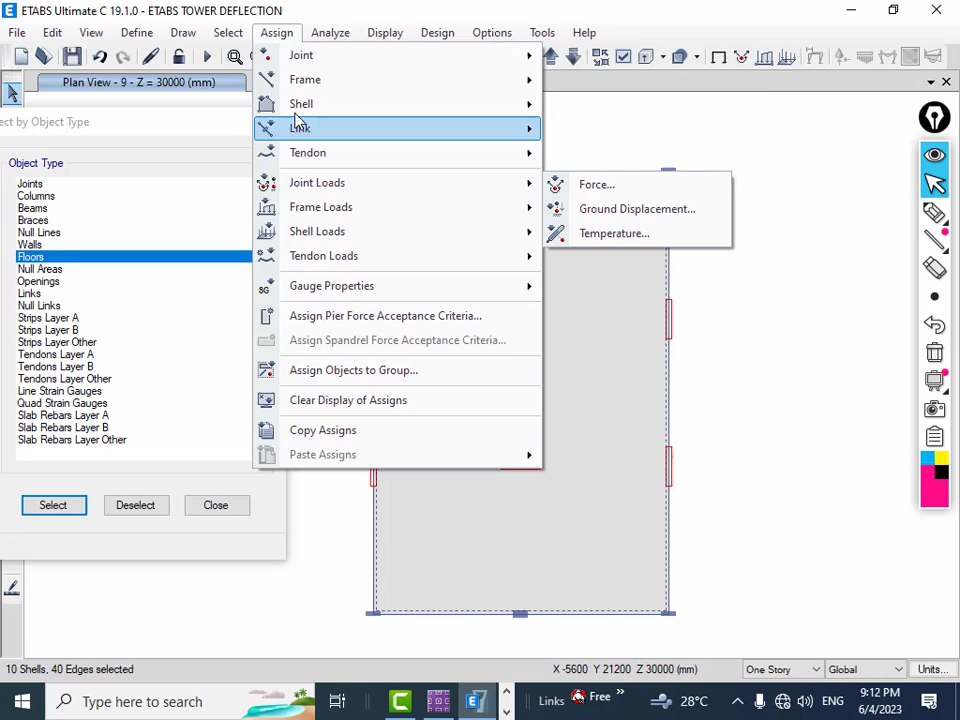 ETABS Ultimate C 19.1.0 - ETABS TOWER DEFLECTION
File Edit View Define Draw Select Assign Analyze Display Design Options Tools Help
Plan View - 9 - Z = 30000 (mm)
ect by Object Type
Object Type
Joints
Columns
Beams
Braces
Null Lines
Walls
Floors
Null Areas
Openings
Links
Null Links
Strips Layer A
Strips Layer B
Strips Layer Other
Tendons Layer A
Tendons Layer B
Tendons Layer Other
Line Strain Gauges
Quad Strain Gauges
Slab Rebars Layer A
Slab Rebars Layer B
Slab Rebars Layer Other
Select Deselect Close
Joint
Frame
Shell
Link
Tendon
Joint Loads
Frame Loads
Shell Loads
Tendon Loads
Gauge Properties
Assign Pier Force Acceptance Criteria...
Assign Spandrel Force Acceptance Criteria...
Assign Objects to Group...
Clear Display of Assigns
Copy Assigns
Paste Assigns
Force...
Ground Displacement...
Temperature...
10 Shells, 40 Edges selected
X -5600 Y 21200 Z 30000 (mm)
One Story
Global
Units...
Type here to search
Links
Free
28°C
ENG
9:12 PM
6/4/2023